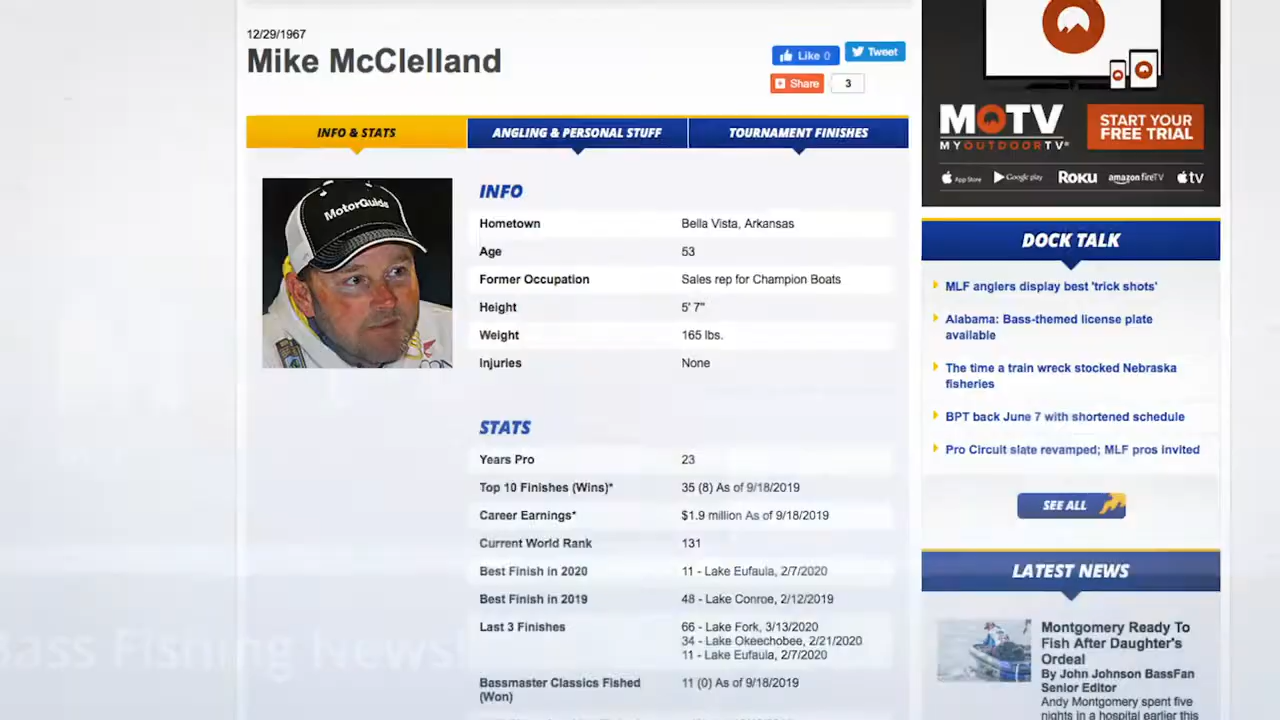 12/29/1967
Mike McClelland
Like 0
Tweet
Share
3
INFO & STATS
ANGLING & PERSONAL STUFF
TOURNAMENT FINISHES
MotorGuide
INFO
Hometown Bella Vista, Arkansas
Age 53
Former Occupation Sales rep for Champion Boats
Height 5' 7"
Weight 165 lbs.
Injuries None
STATS
Years Pro 23
Top 10 Finishes (Wins)* 35 (8) As of 9/18/2019
Career Earnings* $1.9 million As of 9/18/2019
Current World Rank 131
Best Finish in 2020 11 - Lake Eufaula, 2/7/2020
Best Finish in 2019 48 - Lake Conroe, 2/12/2019
Last 3 Finishes 66 - Lake Fork, 3/13/2020
34 - Lake Okeechobee, 2/21/2020
11 - Lake Eufaula, 2/7/2020
Bassmaster Classics Fished 11 (0) As of 9/18/2019
(Won)
MOTV
MYOUTDOORTV
START YOUR
FREE TRIAL
App Store
Google play
ROKU
amazon fireTV
tv
DOCK TALK
MLF anglers display best 'trick shots'
Alabama: Bass-themed license plate
available
The time a train wreck stocked Nebraska
fisheries
BPT back June 7 with shortened schedule
Pro Circuit slate revamped; MLF pros invited
SEE ALL
LATEST NEWS
Montgomery Ready To
Fish After Daughter's
Ordeal
By John Johnson BassFan
Senior Editor
Andy Montgomery spent five
nights in a hospital earlier this
Bass Fishing News